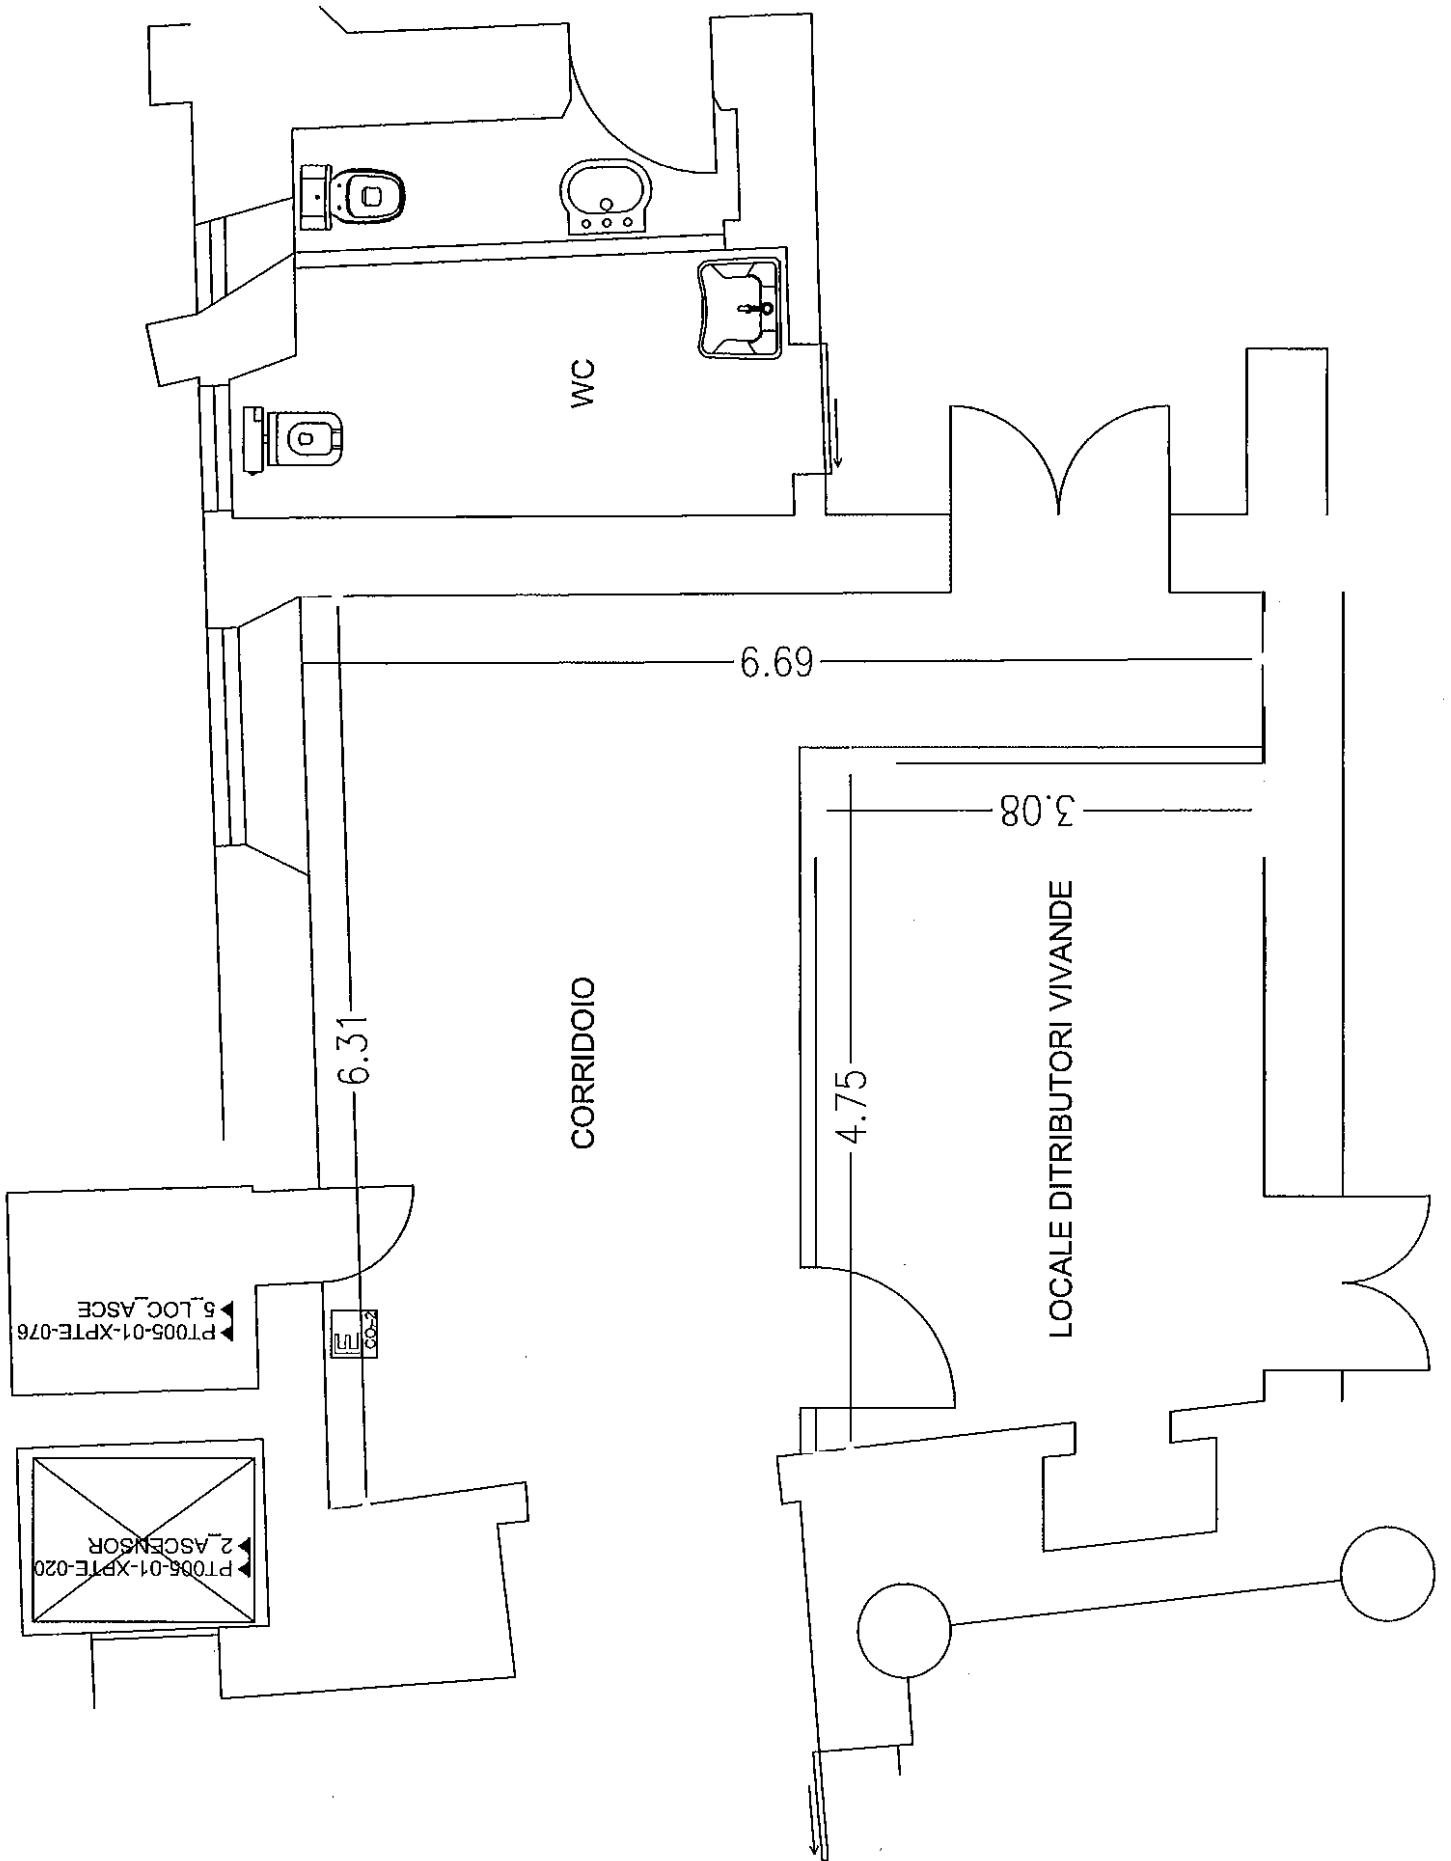 WC
6.69
3.08
6.31
CORRIDOIO
4.75
LOCALE DITRIBUTORI VIVANDE
PT005-01-XPTE-076
5_LOC_ASCE
E
CO-2
PT005-01-XPTE-020
2_ASCENSOR